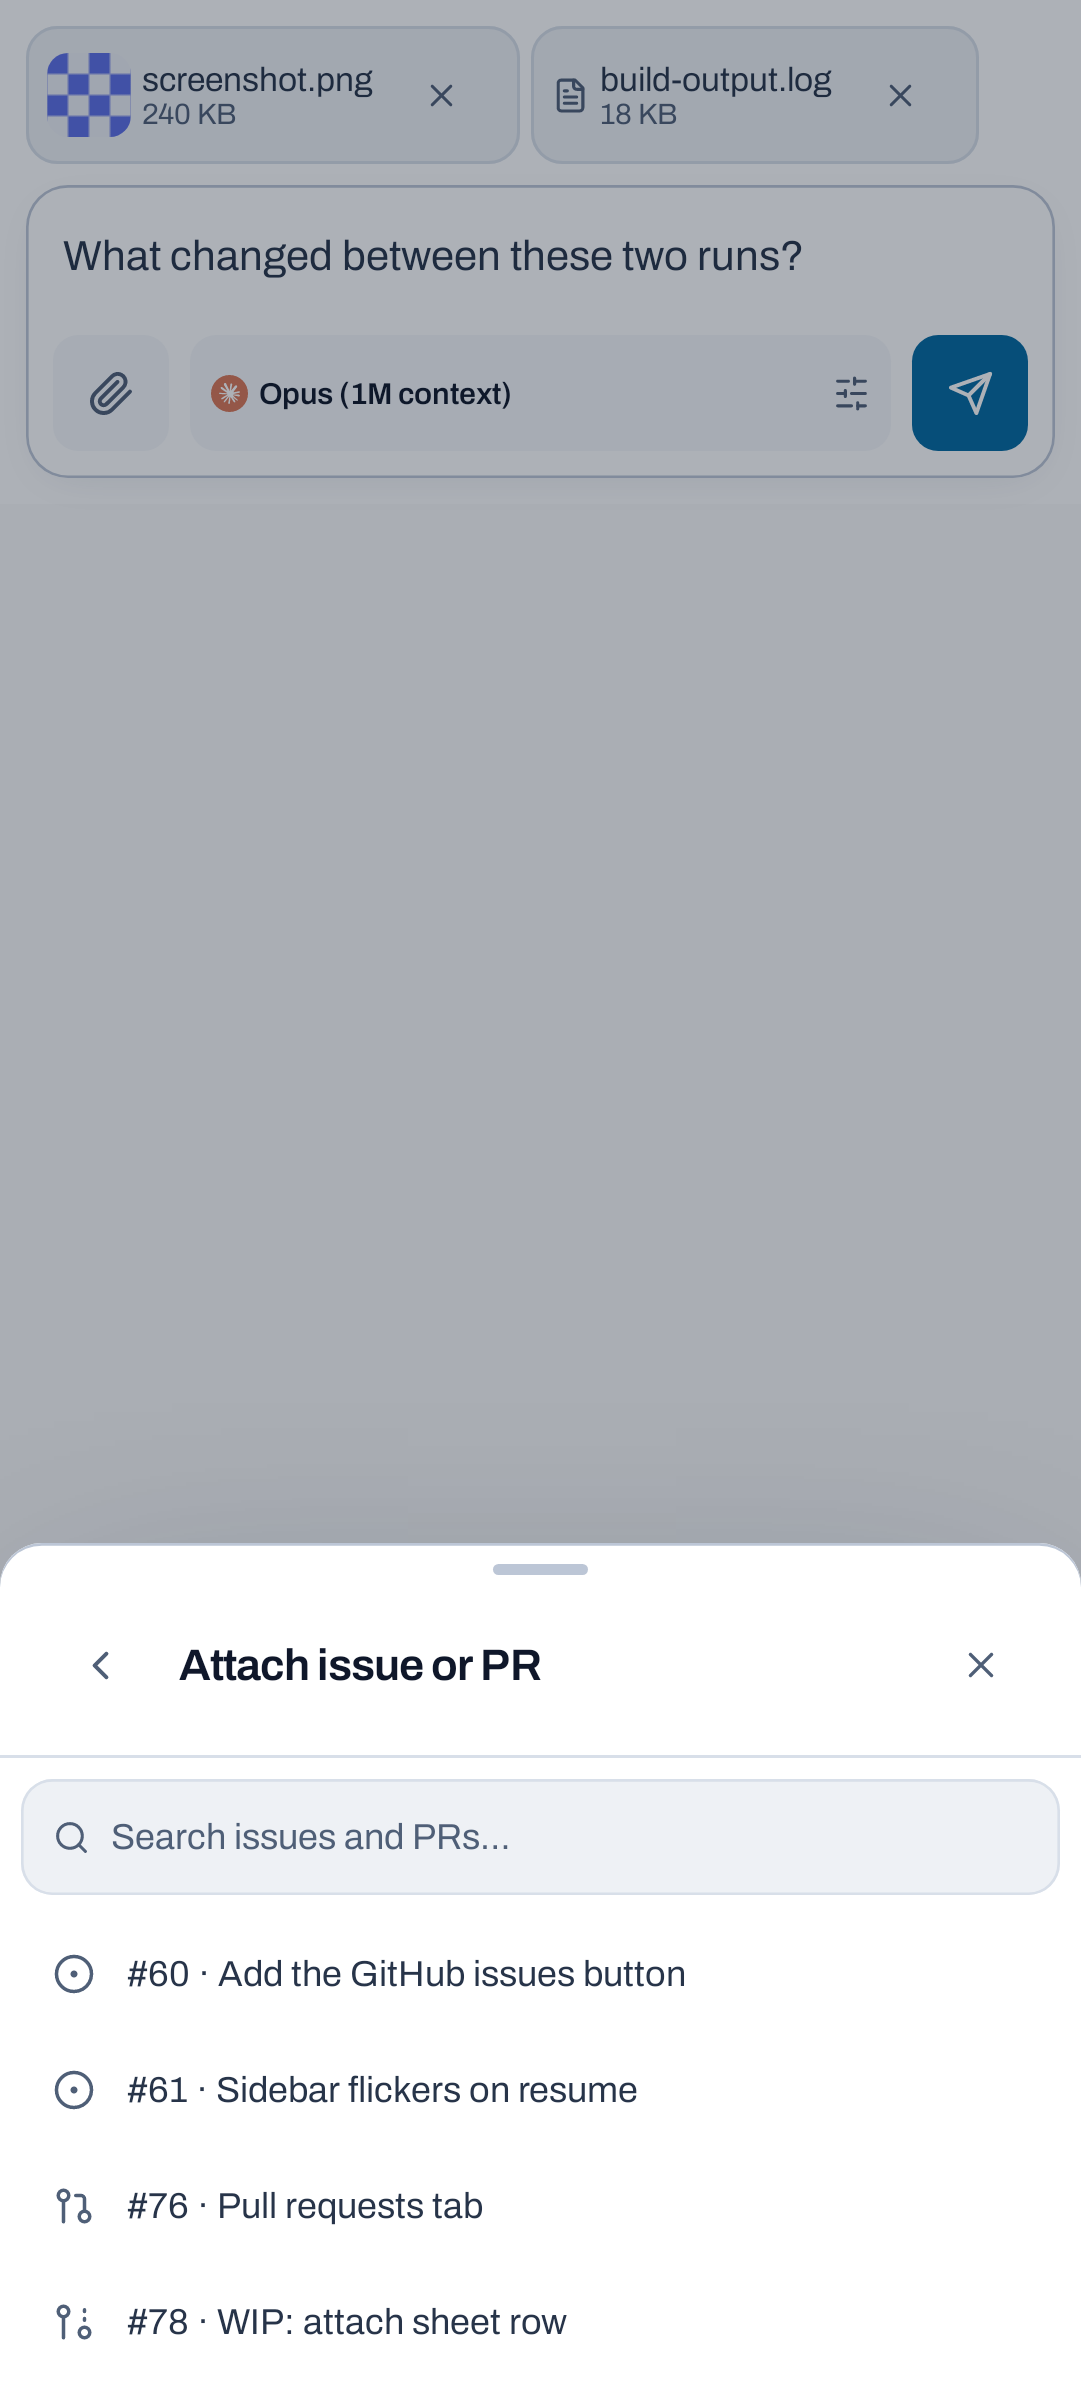 screenshot.png
240 KB
build-output.log
18 KB
What changed between these two runs?
Opus (1M context)
Attach issue or PR
Search issues and PRs...
#60 · Add the GitHub issues button
#61 · Sidebar flickers on resume
#76 · Pull requests tab
#78 · WIP: attach sheet row